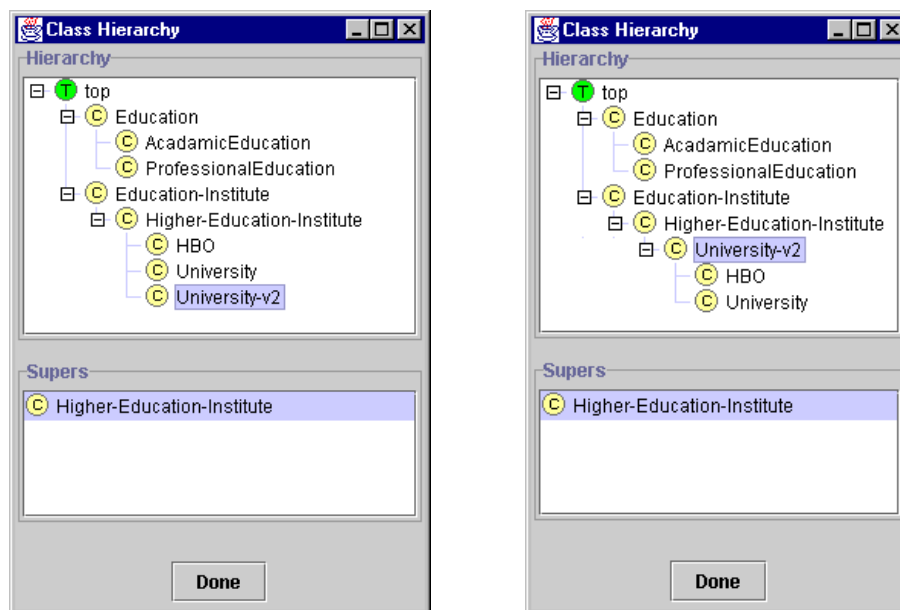 Class Hierarchy
Hierarchy
T top
C Education
C AcadamicEducation
C ProfessionalEducation
C Education-Institute
C Higher-Education-Institute
C HBO
C University
C University-v2
Supers
C Higher-Education-Institute
Done
Class Hierarchy
Hierarchy
T top
C Education
C AcadamicEducation
C ProfessionalEducation
C Education-Institute
C Higher-Education-Institute
C University-v2
C HBO
C University
Supers
C Higher-Education-Institute
Done